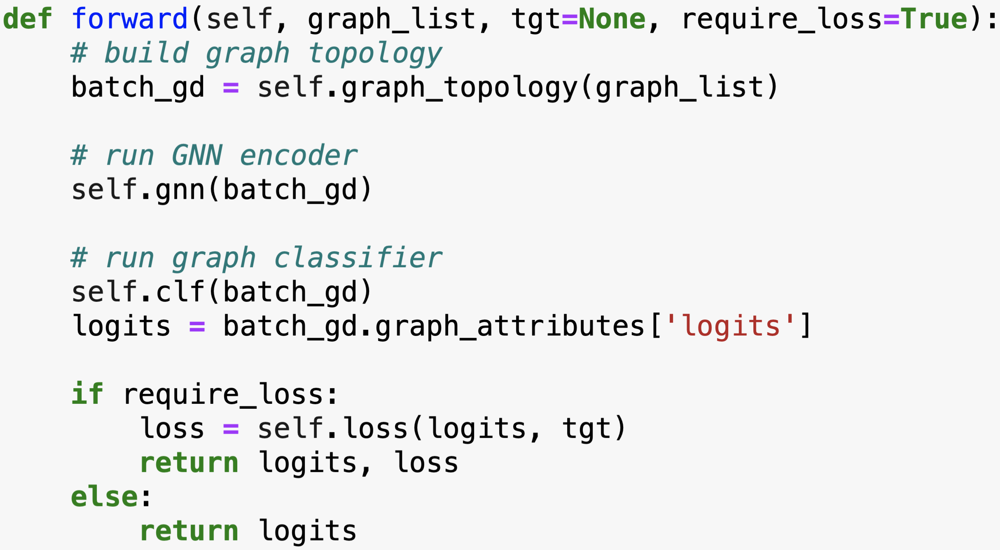 def forward(self, graph_list, tgt=None, require_loss=True):
    # build graph topology
    batch_gd = self.graph_topology(graph_list)

    # run GNN encoder
    self.gnn(batch_gd)

    # run graph classifier
    self.clf(batch_gd)
    logits = batch_gd.graph_attributes['logits']

    if require_loss:
        loss = self.loss(logits, tgt)
        return logits, loss
    else:
        return logits